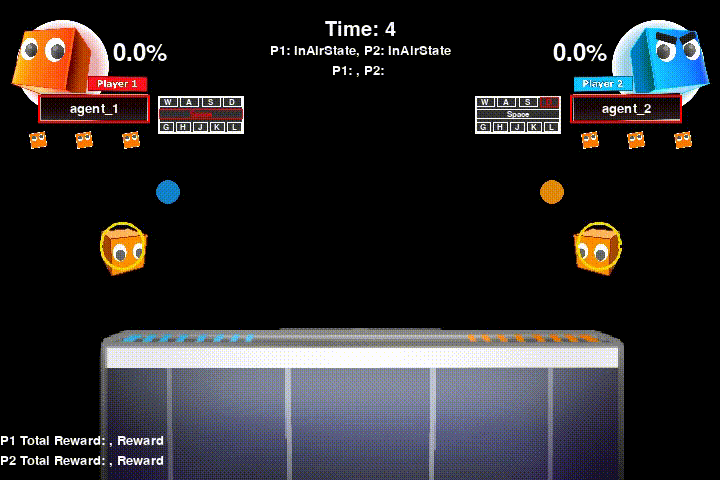 Time: 4
P1: InAirState, P2: InAirState
P1: , P2:
0.0%
0.0%
Player 1
Player 2
agent_1
agent_2
W A S D
G H J K L
W A S
Space
G H J K L
P1 Total Reward: , Reward
P2 Total Reward: , Reward